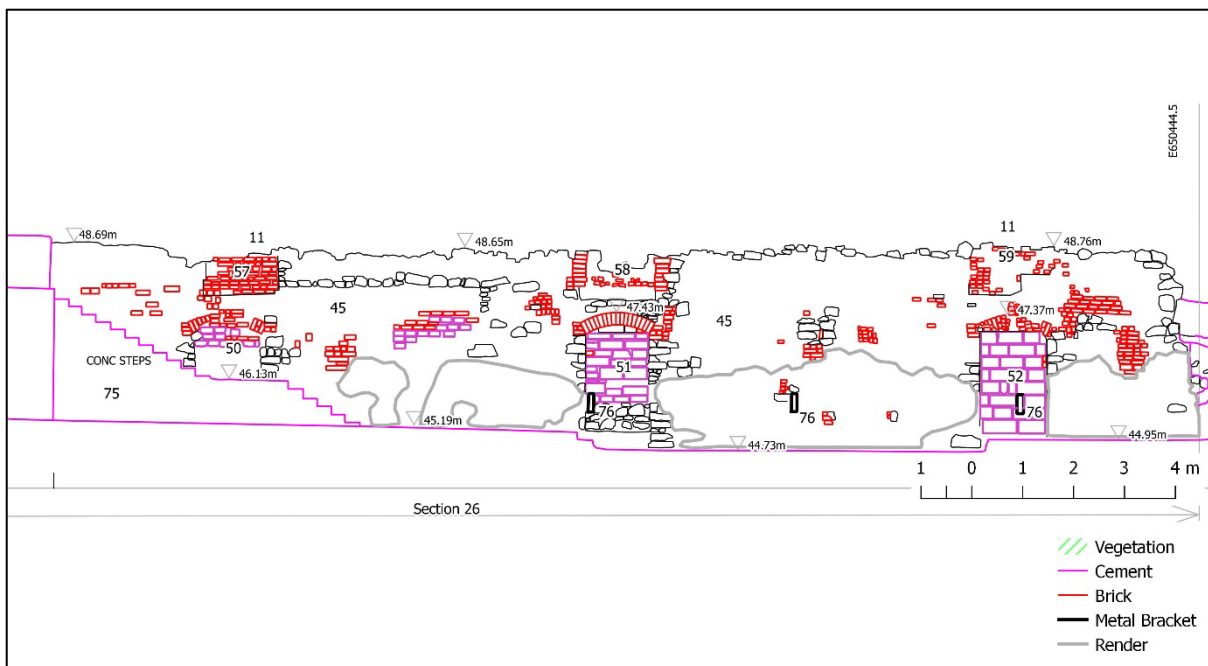 E650444.5
48.69m
11
48.65m
11
48.76m
57
58
59
45
47.43m
45
47.37m
50
CONC STEPS
46.13m
51
52
75
45.19m
76
76
76
44.73m
44.95m
1 0 1 2 3 4 m
Section 26
Vegetation
Cement
Brick
Metal Bracket
Render